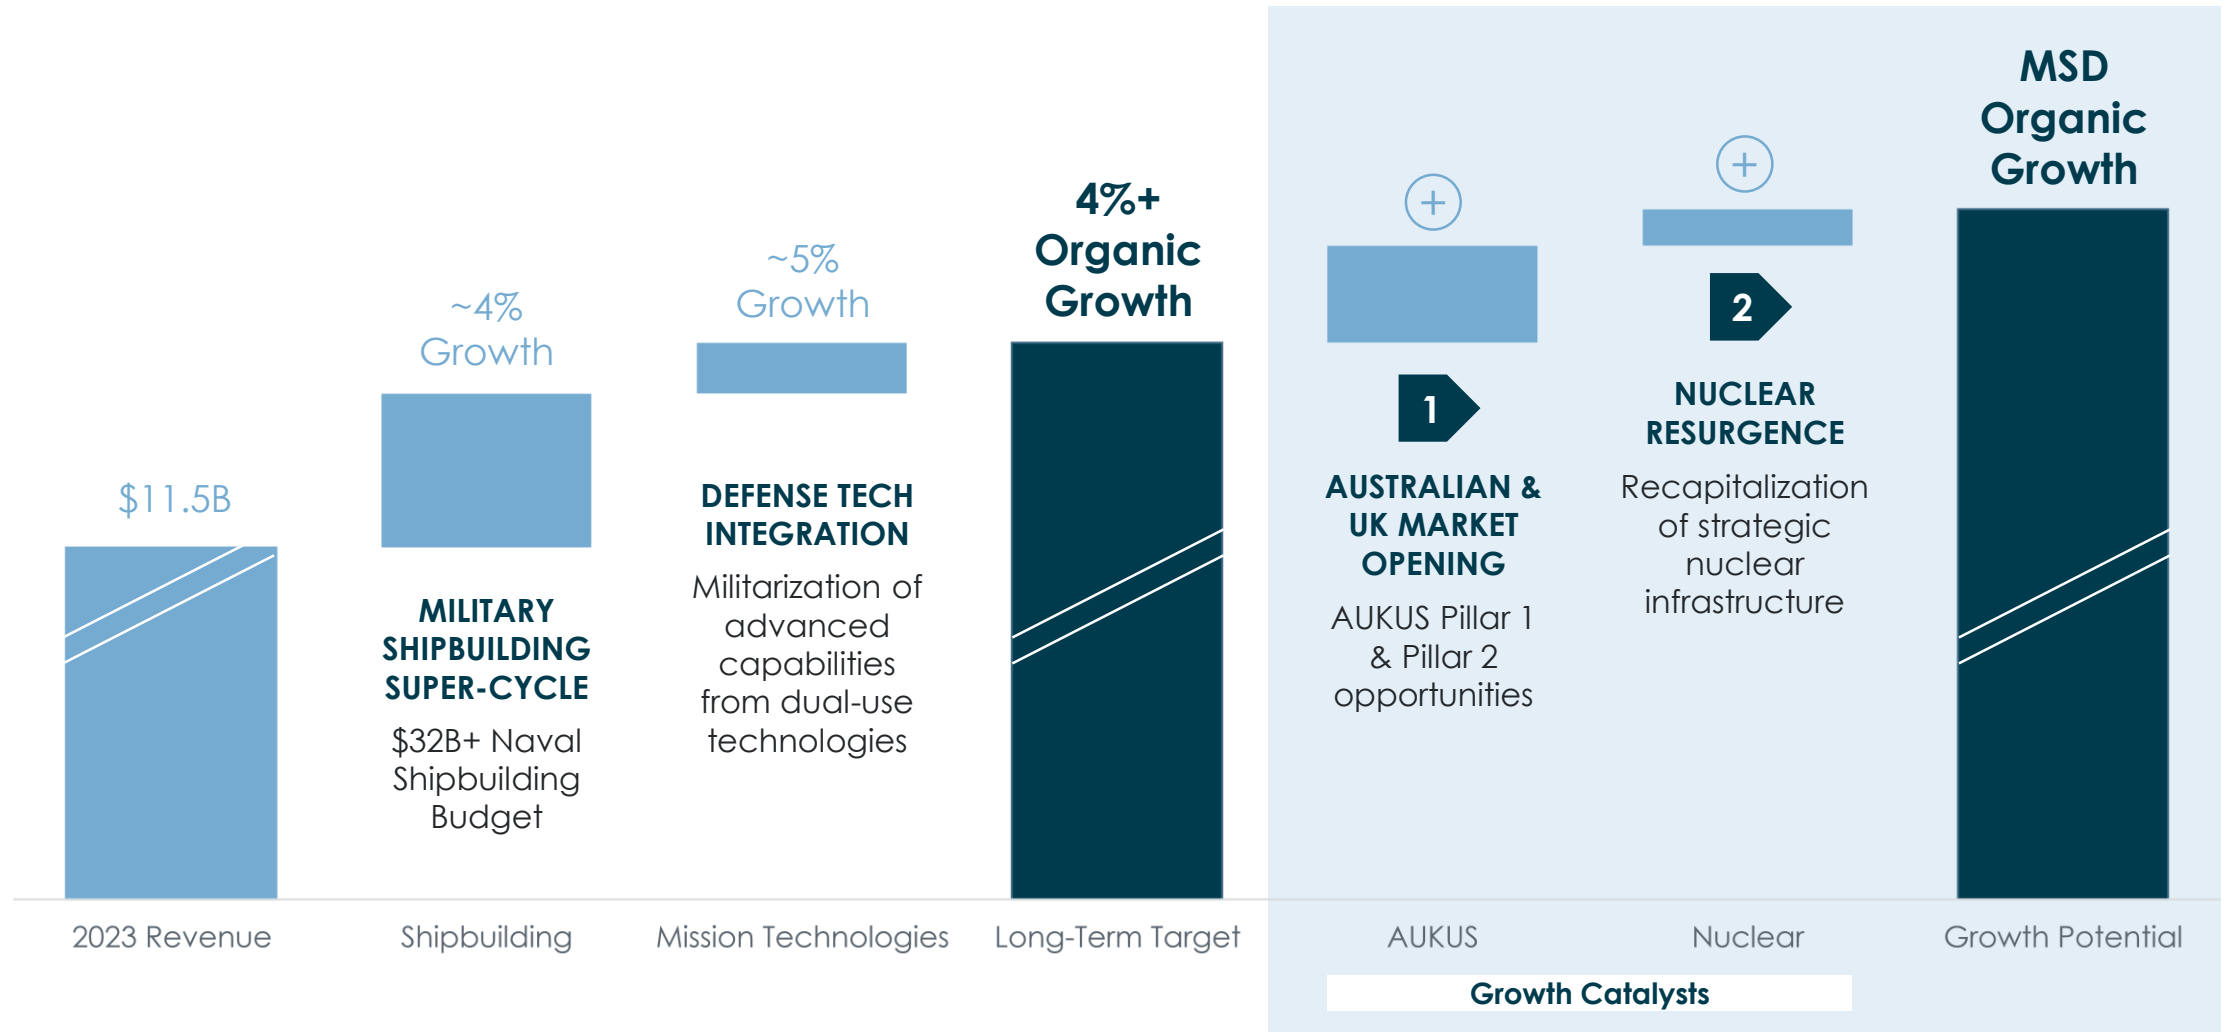 $11.5B
~4%
Growth
MILITARY
SHIPBUILDING
SUPER-CYCLE
$32B+ Naval
Shipbuilding
Budget
~5%
Growth
DEFENSE TECH
INTEGRATION
Militarization of
advanced
capabilities
from dual-use
technologies
4%+
Organic
Growth
+
1
AUSTRALIAN &
UK MARKET
OPENING
AUKUS Pillar 1
& Pillar 2
opportunities
+
2
NUCLEAR
RESURGENCE
Recapitalization
of strategic
nuclear
infrastructure
MSD
Organic
Growth
2023 Revenue
Shipbuilding
Mission Technologies
Long-Term Target
AUKUS
Nuclear
Growth Potential
Growth Catalysts